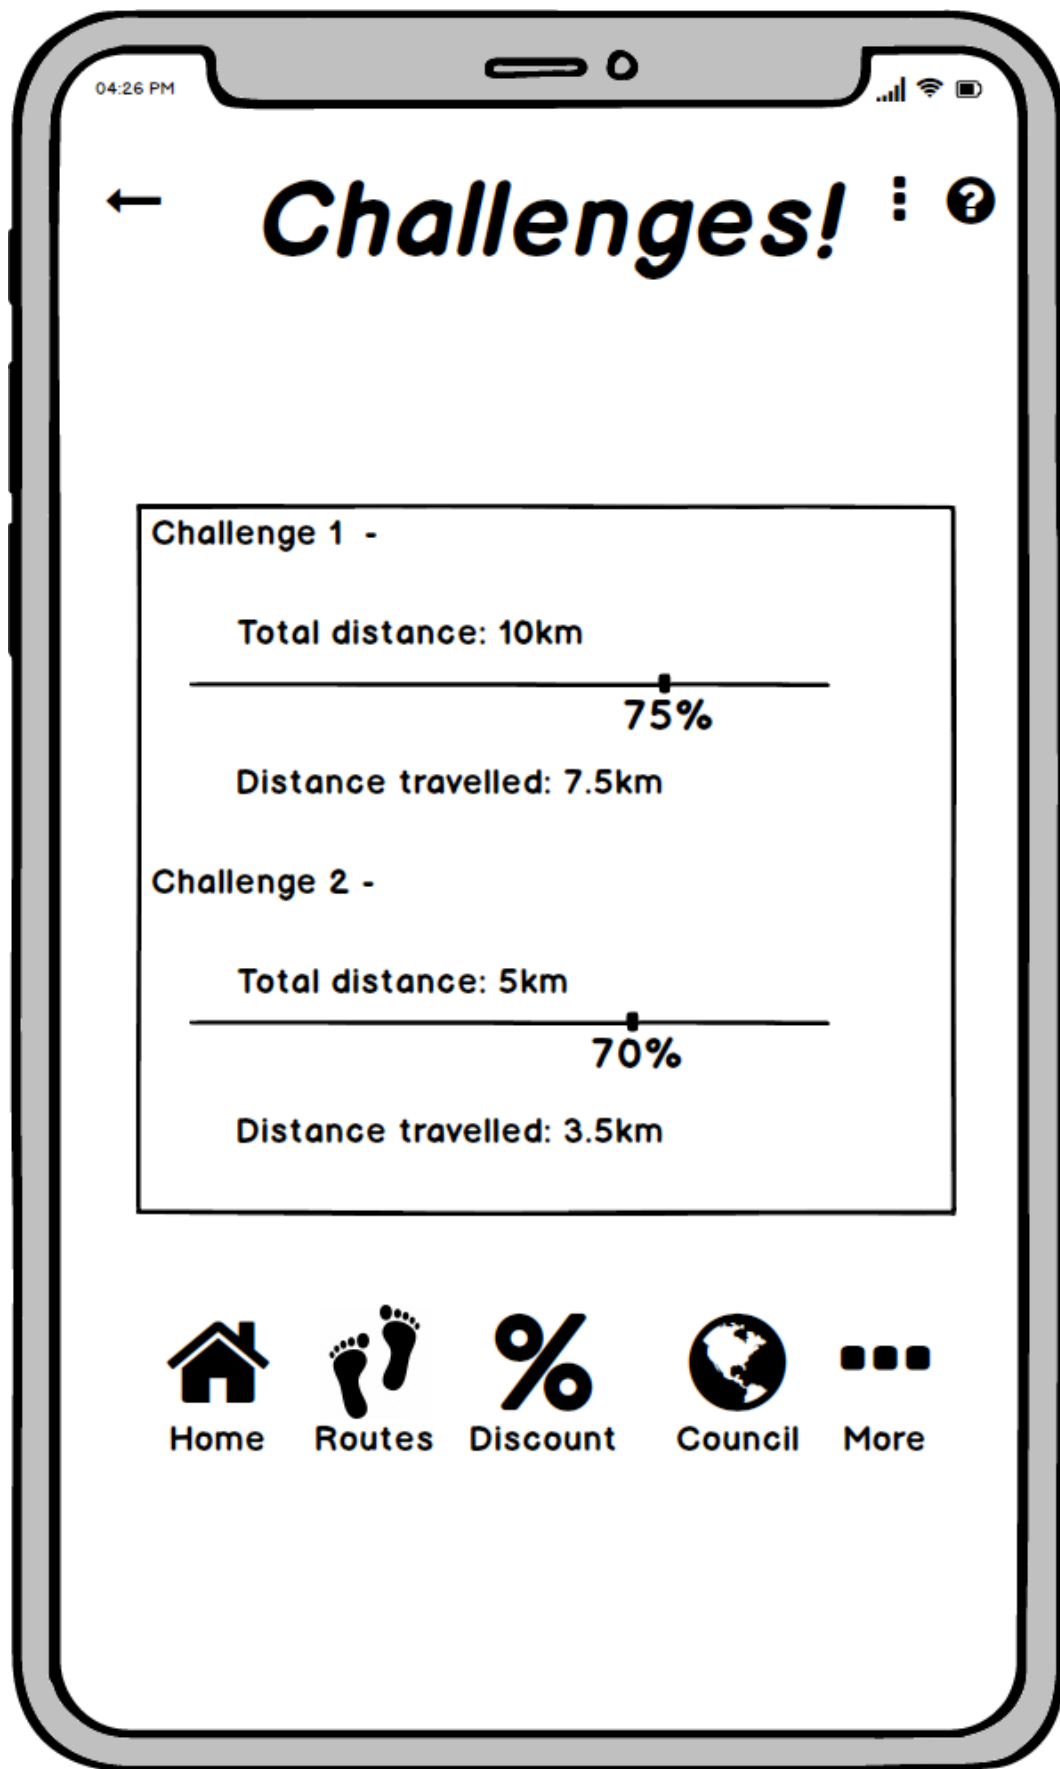 04:26 PM
Challenges!
Challenge 1 -
Total distance: 10km
75%
Distance travelled: 7.5km
Challenge 2 -
Total distance: 5km
70%
Distance travelled: 3.5km
Home Routes Discount Council More